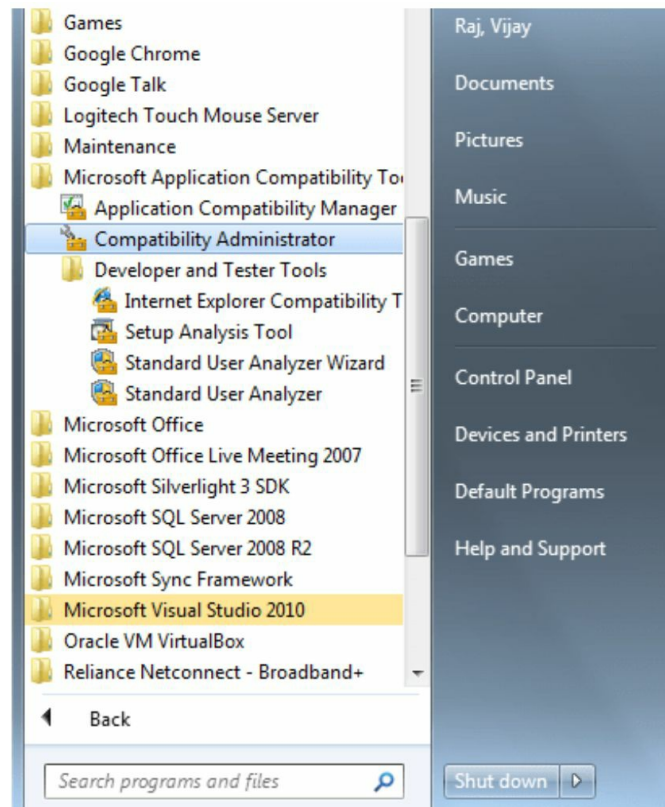 Games
Google Chrome
Google Talk
Logitech Touch Mouse Server
Maintenance
Microsoft Application Compatibility
Application Compatibility Manager
Compatibility Administrator
Developer and Tester Tools
Internet Explorer Compatibility T
Setup Analysis Tool
Standard User Analyzer Wizard
Standard User Analyzer
Microsoft Office
Microsoft Office Live Meeting 2007
Microsoft Silverlight 3 SDK
Microsoft SQL Server 2008
Microsoft SQL Server 2008 R2
Microsoft Sync Framework
Microsoft Visual Studio 2010
Oracle VM VirtualBox
Reliance Netconnect - Broadband+
Back
Search programs and files
Raj, Vijay
Documents
Pictures
Music
Games
Computer
Control Panel
Devices and Printers
Default Programs
Help and Support
Shut down